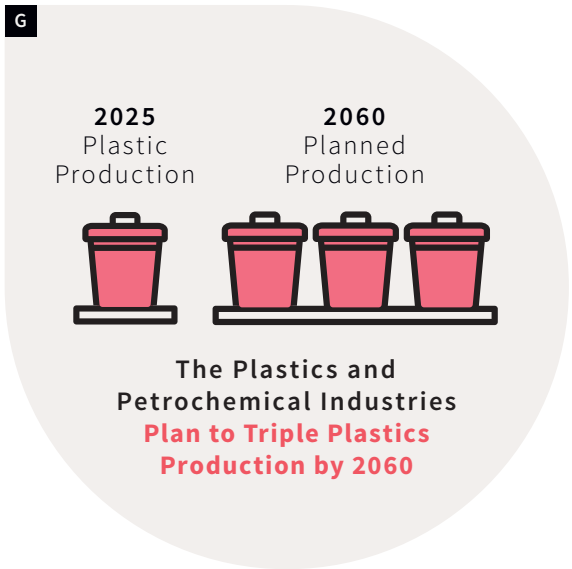 G
2025
Plastic
Production
2060
Planned
Production
The Plastics and
Petrochemical Industries
Plan to Triple Plastics
Production by 2060